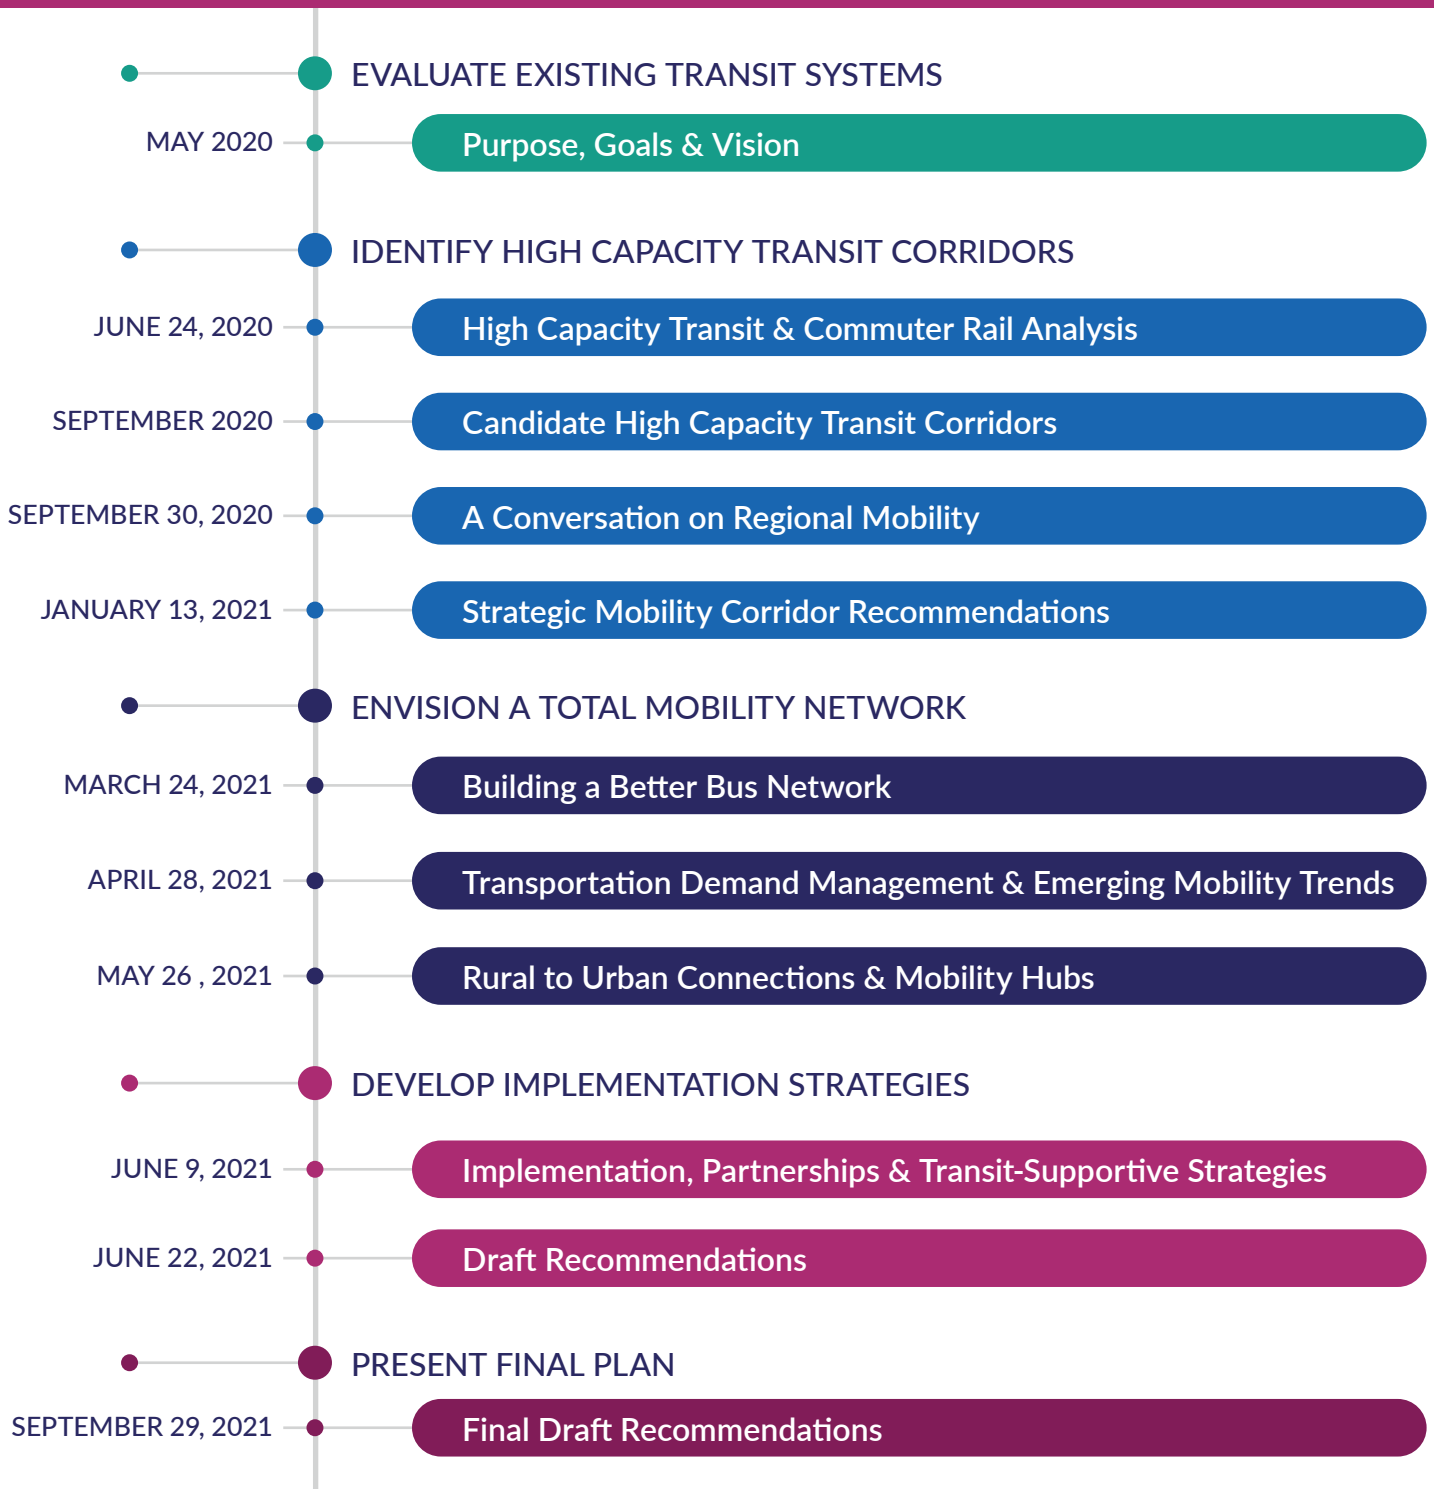 EVALUATE EXISTING TRANSIT SYSTEMS
MAY 2020
Purpose, Goals & Vision
IDENTIFY HIGH CAPACITY TRANSIT CORRIDORS
JUNE 24, 2020
High Capacity Transit & Commuter Rail Analysis
SEPTEMBER 2020
Candidate High Capacity Transit Corridors
SEPTEMBER 30, 2020
A Conversation on Regional Mobility
JANUARY 13, 2021
Strategic Mobility Corridor Recommendations
ENVISION A TOTAL MOBILITY NETWORK
MARCH 24, 2021
Building a Better Bus Network
APRIL 28, 2021
Transportation Demand Management & Emerging Mobility Trends
MAY 26 , 2021
Rural to Urban Connections & Mobility Hubs
DEVELOP IMPLEMENTATION STRATEGIES
JUNE 9, 2021
Implementation, Partnerships & Transit-Supportive Strategies
JUNE 22, 2021
Draft Recommendations
PRESENT FINAL PLAN
SEPTEMBER 29, 2021
Final Draft Recommendations